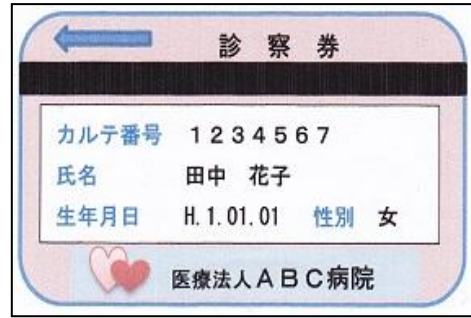 診察券
カルテ番号 1234567
氏名 田中 花子
生年月日 H.1.01.01 性別 女
医療法人ABC病院